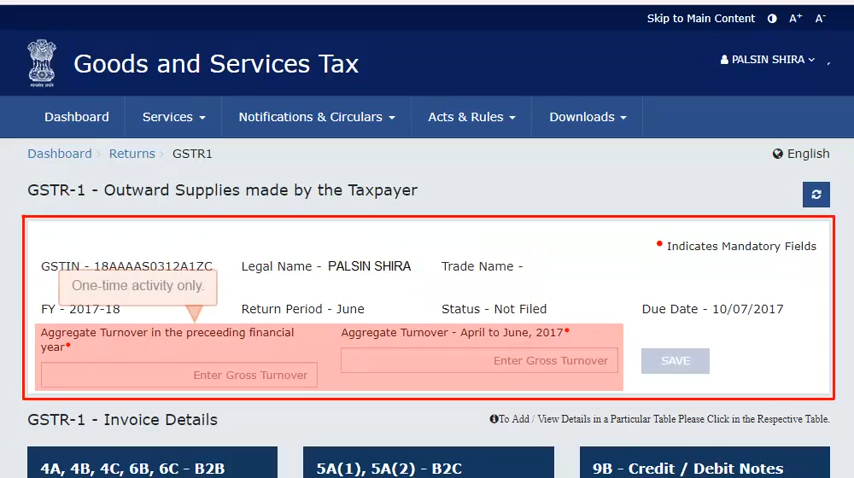 Skip to Main Content A+ A-
Goods and Services Tax
PALSIN SHIRA
Dashboard Services Notifications & Circulars Acts & Rules Downloads
Dashboard › Returns › GSTR1 English
GSTR-1 - Outward Supplies made by the Taxpayer
• Indicates Mandatory Fields
GSTIN - 18AAAAS0312A1ZC Legal Name - PALSIN SHIRA Trade Name -
One-time activity only.
FY - 2017-18 Return Period - June Status - Not Filed Due Date - 10/07/2017
Aggregate Turnover in the preceeding financial
year•
Aggregate Turnover - April to June, 2017•
Enter Gross Turnover Enter Gross Turnover SAVE
GSTR-1 - Invoice Details To Add / View Details in a Particular Table Please Click in the Respective Table.
4A, 4B, 4C, 6B, 6C - B2B 5A(1), 5A(2) - B2C 9B - Credit / Debit Notes